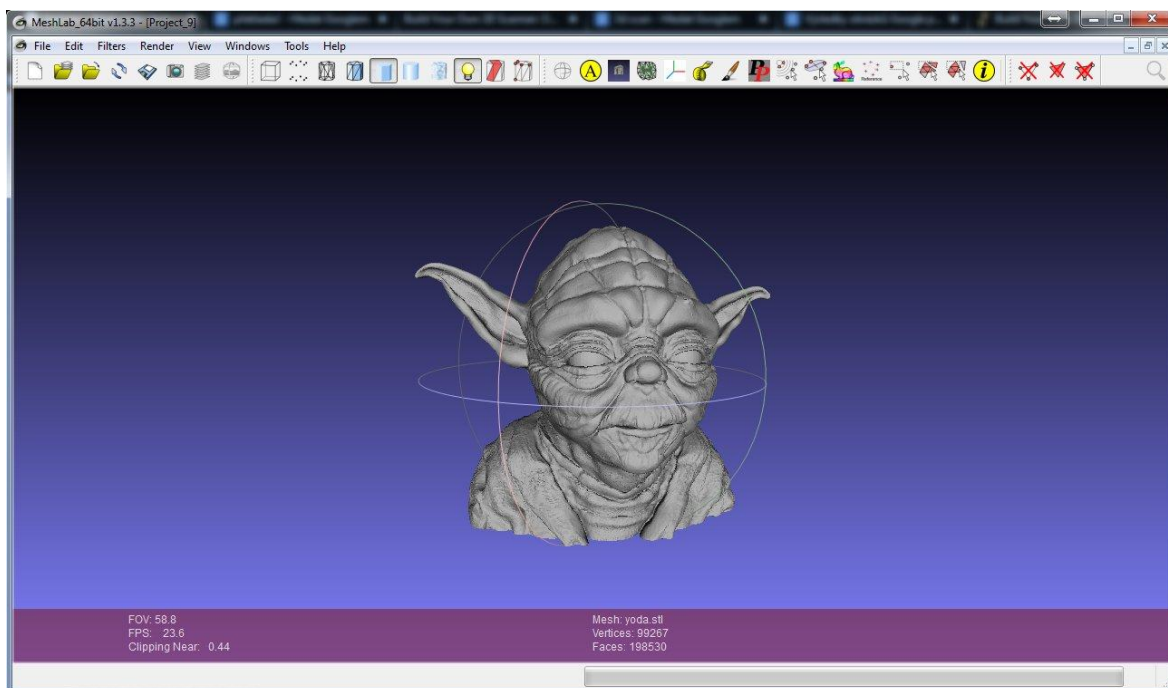 MeshLab_64bit v1.3.3 - [Project_9]
File Edit Filters Render View Windows Tools Help
A
i
FOV: 58.8
FPS: 23.6
Clipping Near: 0.44
Mesh: yoda.stl
Vertices: 99267
Faces: 198530